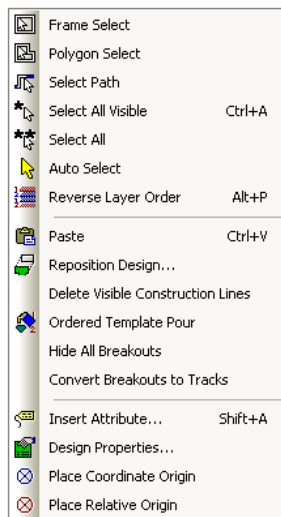 Frame Select
Polygon Select
Select Path
Select All Visible Ctrl+A
Select All
Auto Select
Reverse Layer Order Alt+P
Paste Ctrl+V
Reposition Design...
Delete Visible Construction Lines
Ordered Template Pour
Hide All Breakouts
Convert Breakouts to Tracks
Insert Attribute... Shift+A
Design Properties...
Place Coordinate Origin
Place Relative Origin